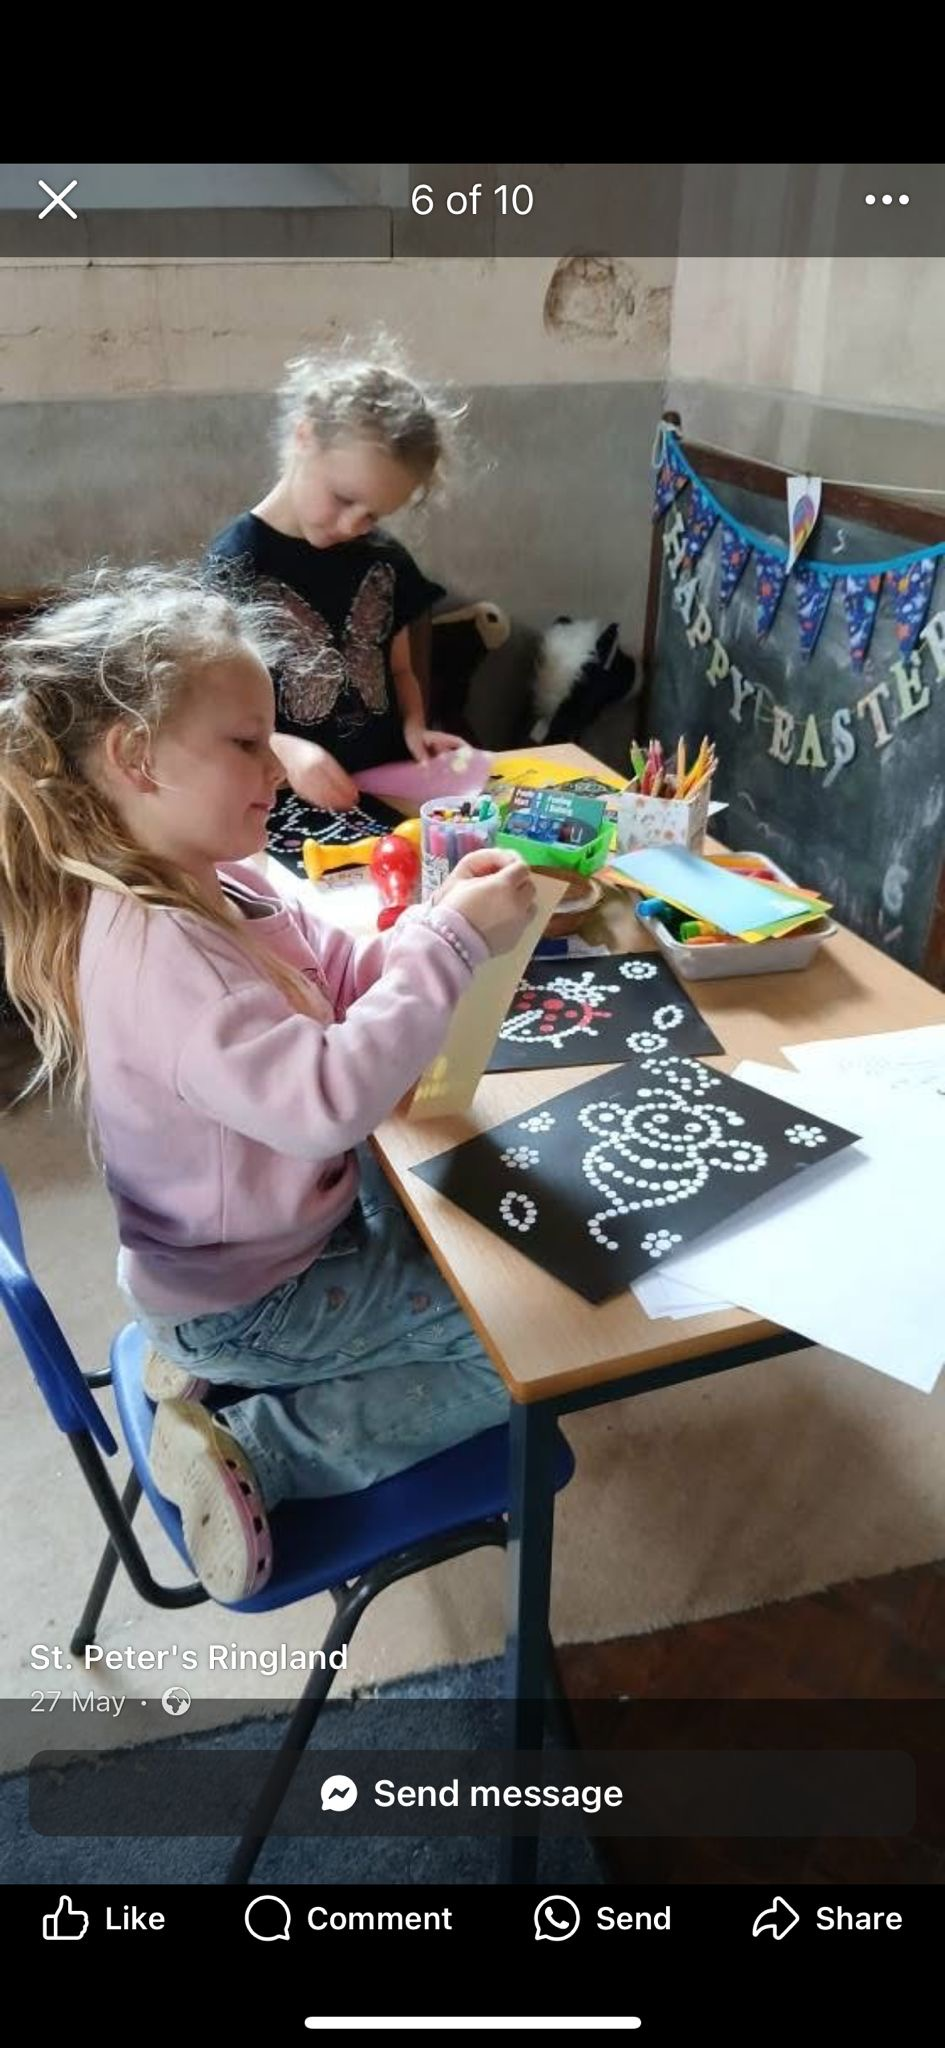 6 of 10
HAPPY EASTER
St. Peter's Ringland
27 May ·
Send message
Like
Comment
Send
Share